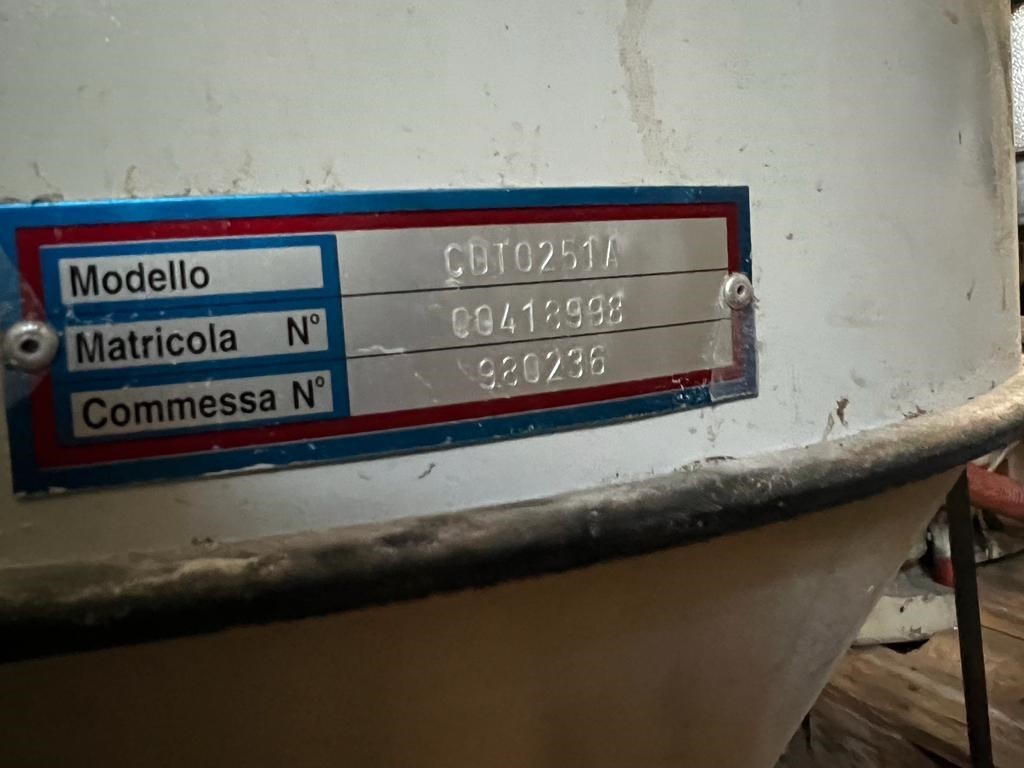 Modello CDT0251A
Matricola N° 00418998
Commessa N° 980236